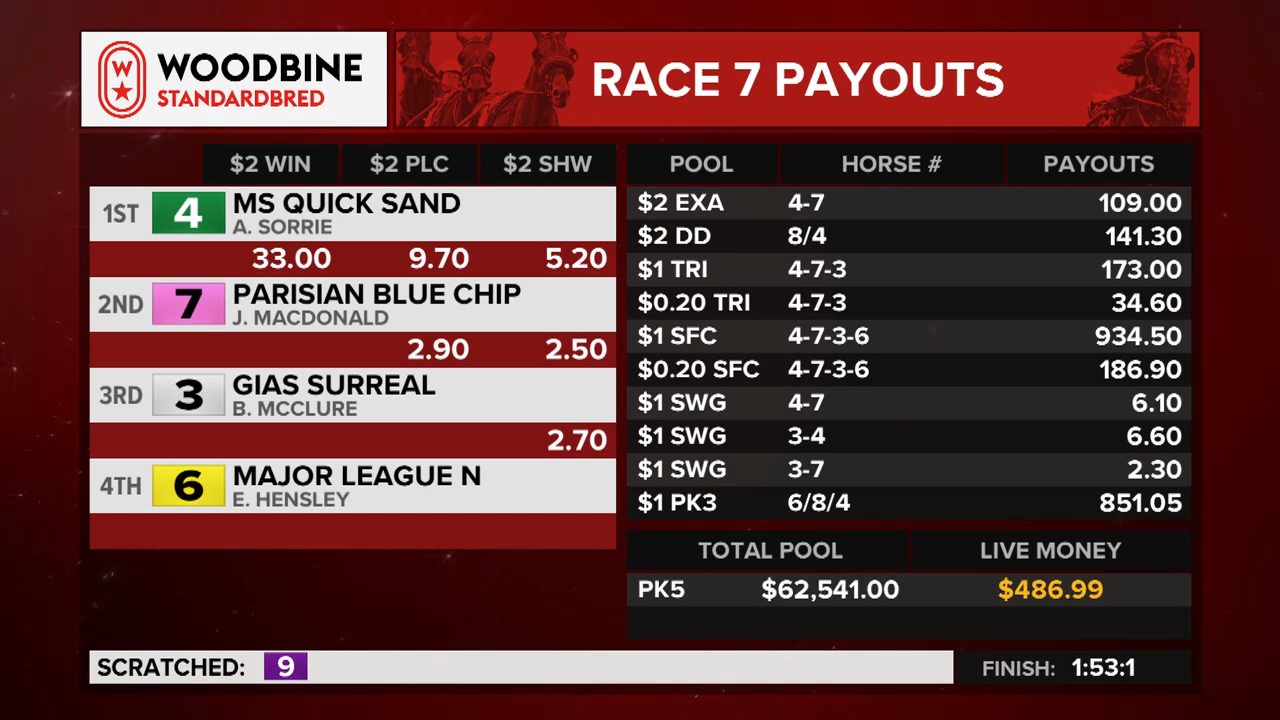 W
WOODBINE
STANDARDBRED
RACE 7 PAYOUTS
$2 WIN $2 PLC $2 SHW
1ST 4 MS QUICK SAND
A. SORRIE
33.00 9.70 5.20
2ND 7 PARISIAN BLUE CHIP
J. MACDONALD
2.90 2.50
3RD 3 GIAS SURREAL
B. MCCLURE
2.70
4TH 6 MAJOR LEAGUE N
E. HENSLEY
POOL HORSE # PAYOUTS
$2 EXA 4-7 109.00
$2 DD 8/4 141.30
$1 TRI 4-7-3 173.00
$0.20 TRI 4-7-3 34.60
$1 SFC 4-7-3-6 934.50
$0.20 SFC 4-7-3-6 186.90
$1 SWG 4-7 6.10
$1 SWG 3-4 6.60
$1 SWG 3-7 2.30
$1 PK3 6/8/4 851.05
TOTAL POOL LIVE MONEY
PK5 $62,541.00 $486.99
SCRATCHED: 9
FINISH: 1:53:1